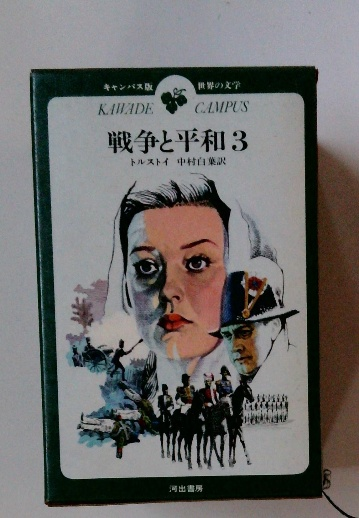 キャンパス版 世界の文学
KAWADE CAMPUS
戦争と平和3
トルストイ 中村白葉訳
河出書房